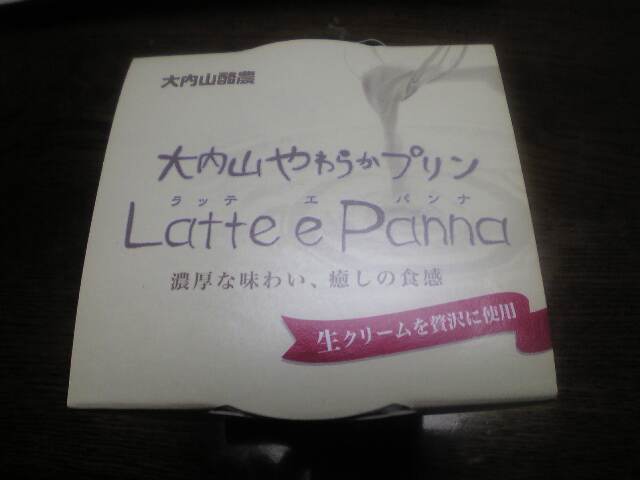 大内山酪農
大内山やわらかプリン
ラッテ エ パンナ
Latte e Panna
濃厚な味わい、癒しの食感
生クリームを贅沢に使用